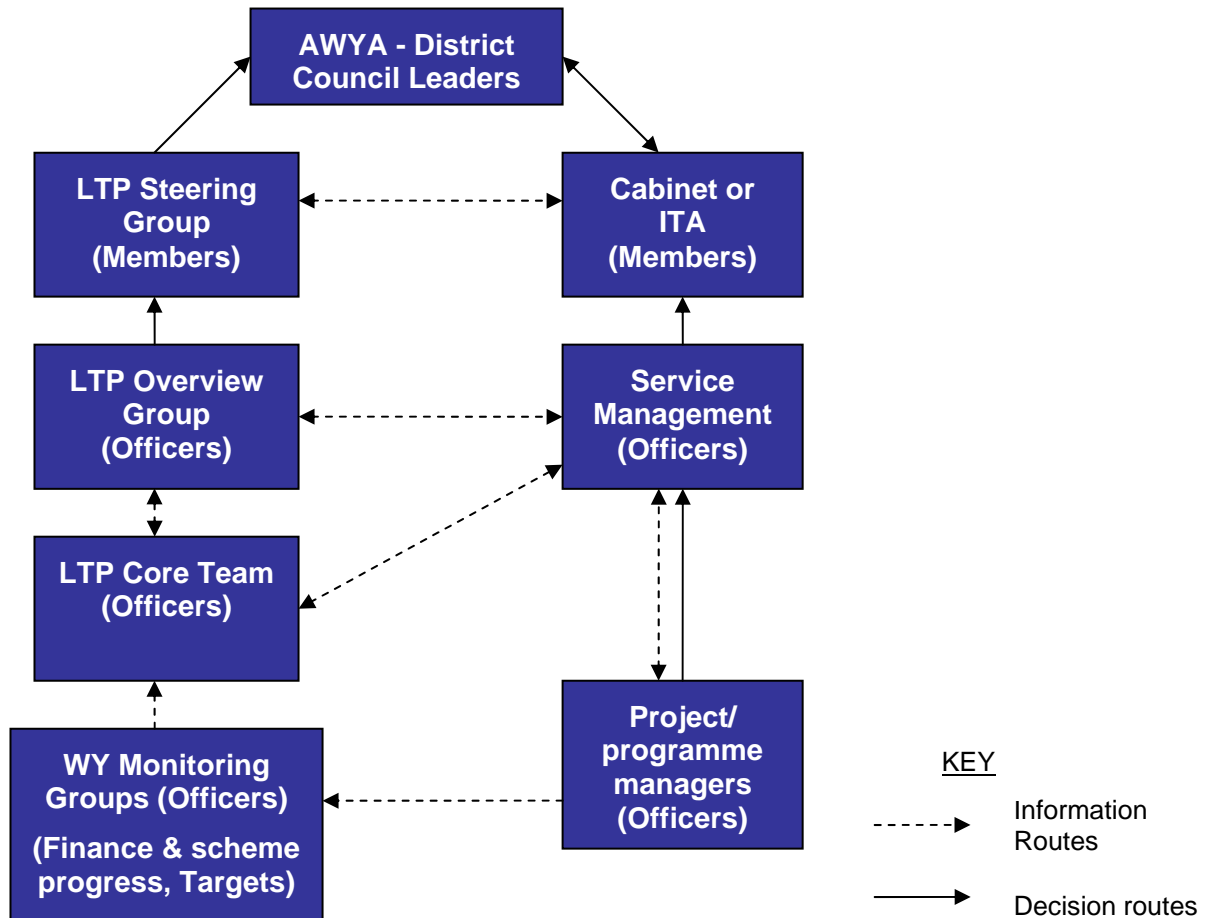 AWYA - District
Council Leaders
LTP Steering
Group
(Members)
Cabinet or
ITA
(Members)
LTP Overview
Group
(Officers)
Service
Management
(Officers)
LTP Core Team
(Officers)
WY Monitoring
Groups (Officers)
(Finance & scheme
progress, Targets)
Project/
programme
managers
(Officers)
KEY
Information
Routes
Decision routes